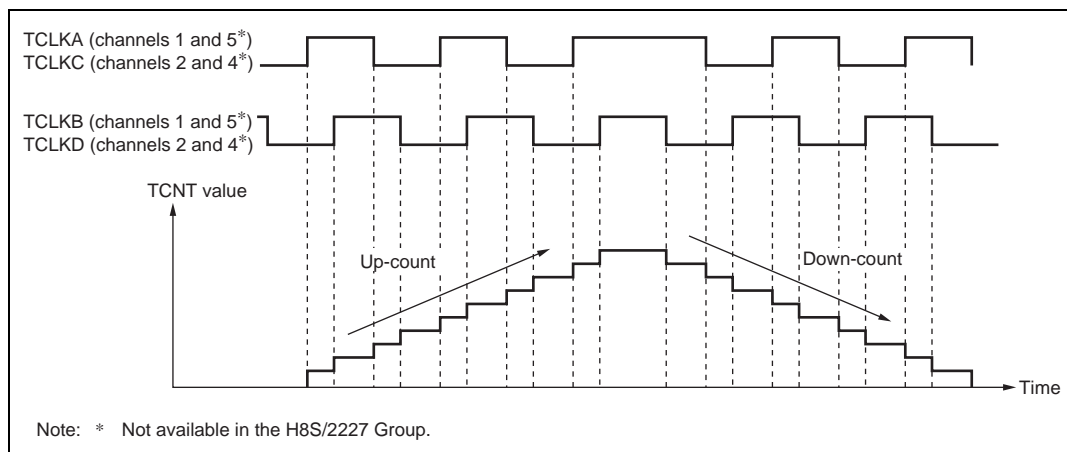 TCLKA (channels 1 and 5*)
TCLKC (channels 2 and 4*)
TCLKB (channels 1 and 5*)
TCLKD (channels 2 and 4*)
TCNT value
Up-count
Down-count
Time
Note: * Not available in the H8S/2227 Group.